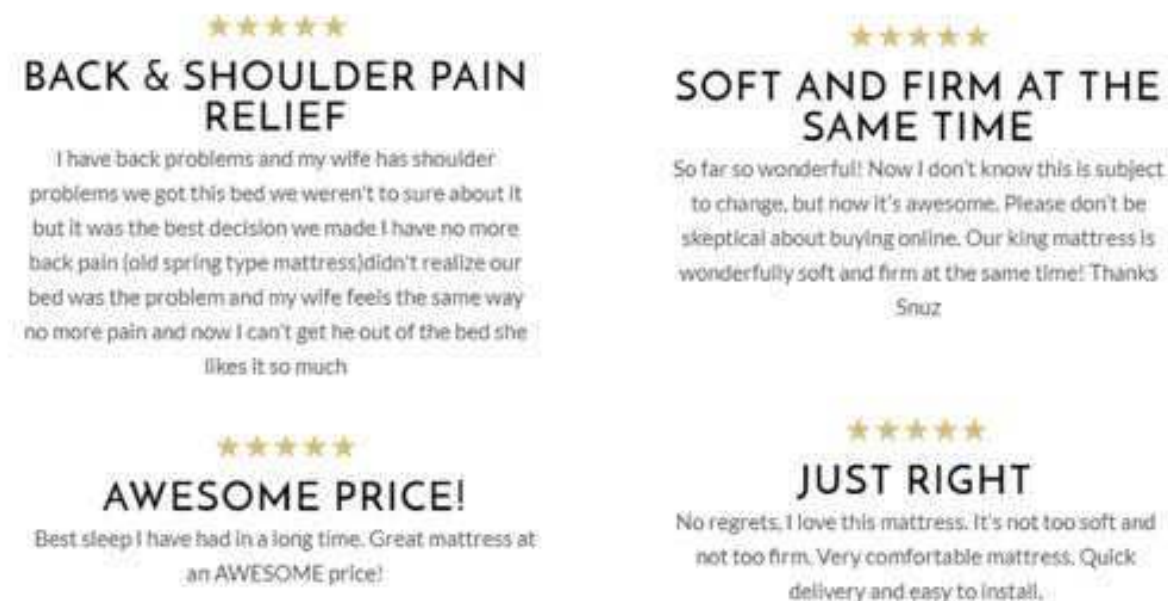 BACK & SHOULDER PAIN
RELIEF
I have back problems and my wife has shoulder
problems we got this bed we weren't to sure about it
but it was the best decision we made I have no more
back pain (old spring type mattress)didn't realize our
bed was the problem and my wife feels the same way
no more pain and now I can't get he out of the bed she
likes it so much
SOFT AND FIRM AT THE
SAME TIME
So far so wonderful! Now I don't know this is subject
to change, but now it's awesome. Please don't be
skeptical about buying online. Our king mattress is
wonderfully soft and firm at the same time! Thanks
Snuz
AWESOME PRICE!
Best sleep I have had in a long time. Great mattress at
an AWESOME price!
JUST RIGHT
No regrets, I love this mattress. It's not too soft and
not too firm. Very comfortable mattress. Quick
delivery and easy to install.